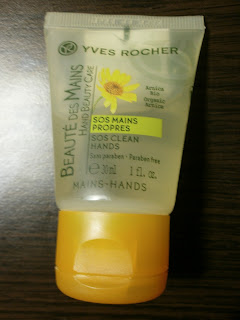 YVES ROCHER
BEAUTÉ DES MAINS
HAND BEAUTY CARE
Arnica
Bio
Organic
Arnica
SOS MAINS
PROPRES
SOS CLEAN
HANDS
Sans paraben - Paraben free
℮ 30ml 1 fl. oz.
MAINS-HANDS